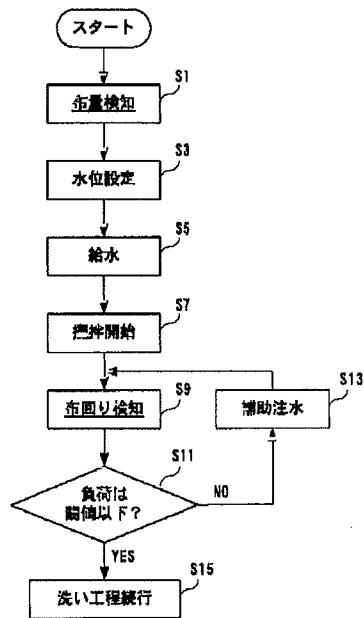 スタート
S1
布量検知
S3
水位設定
S5
給水
S7
攪拌開始
S9
布回り検知
S13
補助注水
S11
負荷は
閾値以下?
NO
YES
S15
洗い工程続行